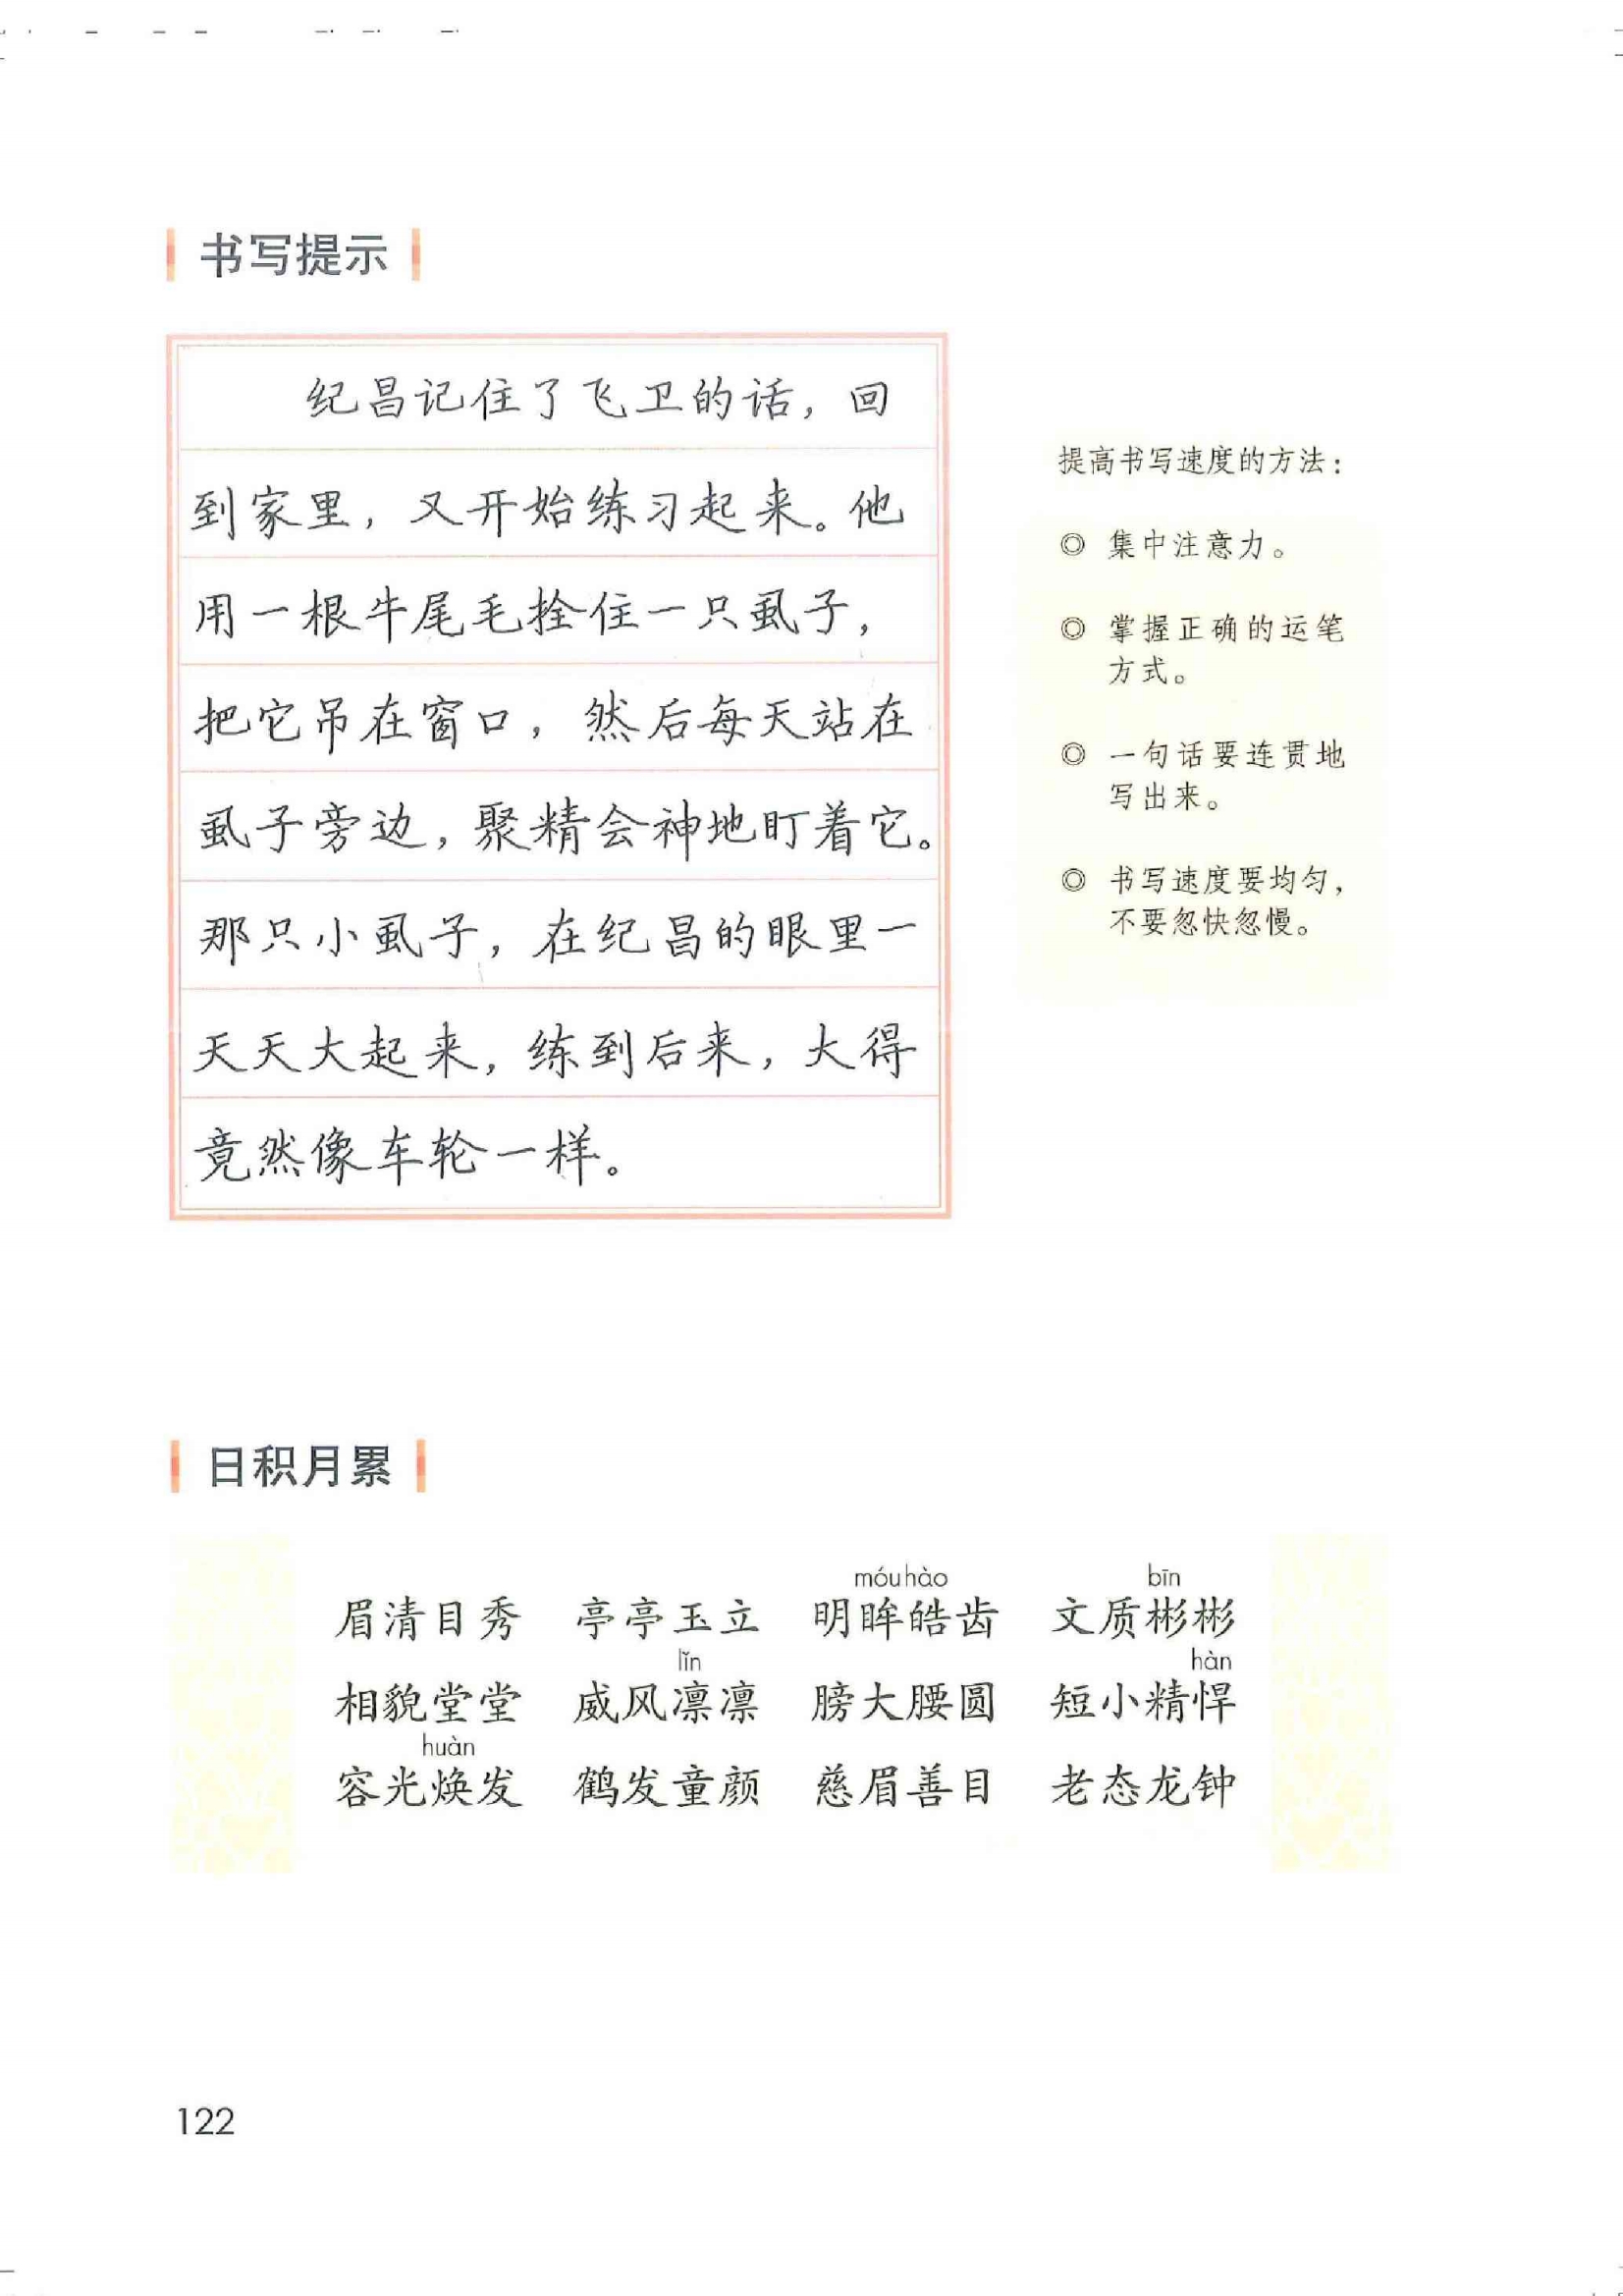 书写提示
纪昌记住了飞卫的话，回
到家里，又开始练习起来。他
用一根牛尾毛拴住一只虱子，
把它吊在窗口，然后每天站在
虱子旁边，聚精会神地盯着它。
那只小虱子，在纪昌的眼里一
天天大起来，练到后来，大得
竟然像车轮一样。
提高书写速度的方法：
◎ 集中注意力。
◎ 掌握正确的运笔
方式。
◎ 一句话要连贯地
写出来。
◎ 书写速度要均匀，
不要忽快忽慢。
日积月累
móu hào bīn
眉清目秀 亭亭玉立 明眸皓齿 文质彬彬
lǐn hàn
相貌堂堂 威风凛凛 膀大腰圆 短小精悍
huàn
容光焕发 鹤发童颜 慈眉善目 老态龙钟
122